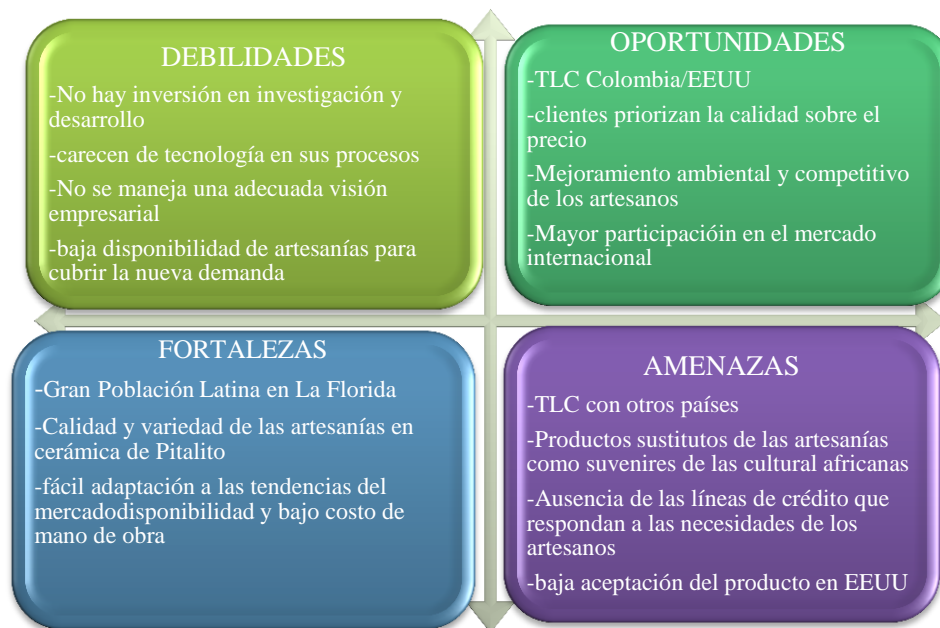 DEBILIDADES
-No hay inversión en investigación y
desarrollo
-carecen de tecnología en sus procesos
-No se maneja una adecuada visión
empresarial
-baja disponibilidad de artesanías para
cubrir la nueva demanda
OPORTUNIDADES
-TLC Colombia/EEUU
-clientes priorizan la calidad sobre el
precio
-Mejoramiento ambiental y competitivo
de los artesanos
-Mayor participacióin en el mercado
internacional
FORTALEZAS
-Gran Población Latina en La Florida
-Calidad y variedad de las artesanías en
cerámica de Pitalito
-fácil adaptación a las tendencias del
mercadodisponibilidad y bajo costo de
mano de obra
AMENAZAS
-TLC con otros países
-Productos sustitutos de las artesanías
como suvenires de las cultural africanas
-Ausencia de las líneas de crédito que
respondan a las necesidades de los
artesanos
-baja aceptación del producto en EEUU